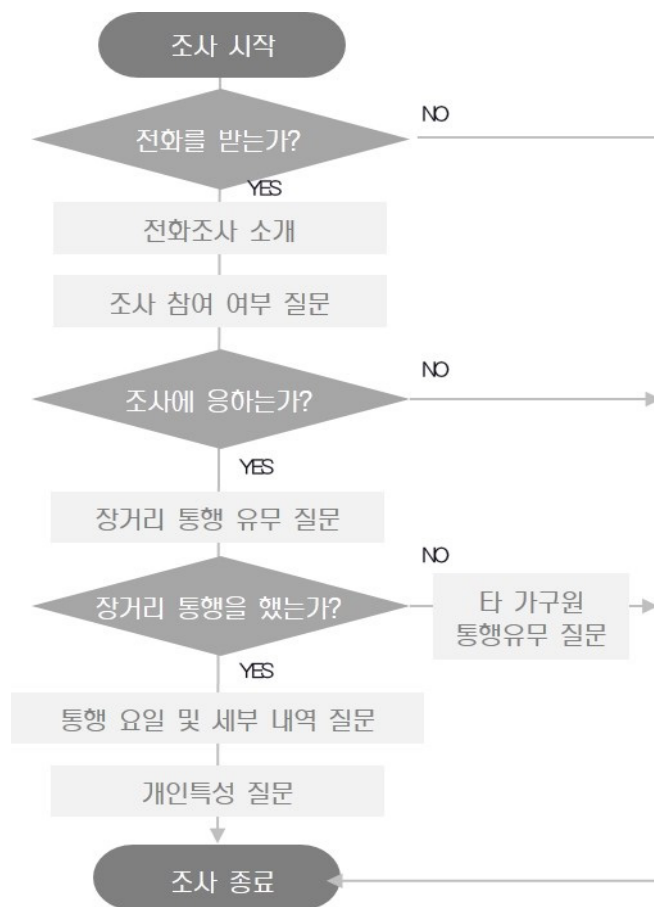 조사 시작
전화를 받는가?
NO
YES
전화조사 소개
조사 참여 여부 질문
조사에 응하는가?
NO
YES
장거리 통행 유무 질문
장거리 통행을 했는가?
NO
타 가구원
통행유무 질문
YES
통행 요일 및 세부 내역 질문
개인특성 질문
조사 종료